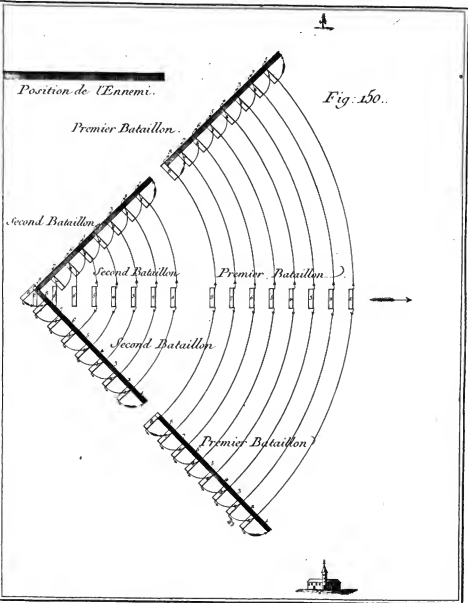 Position de l'Ennemi.
Fig: 150.
Premier Bataillon.
Second Bataillon
Second Bataillon
Premier Bataillon
Second Bataillon
Premier Bataillon